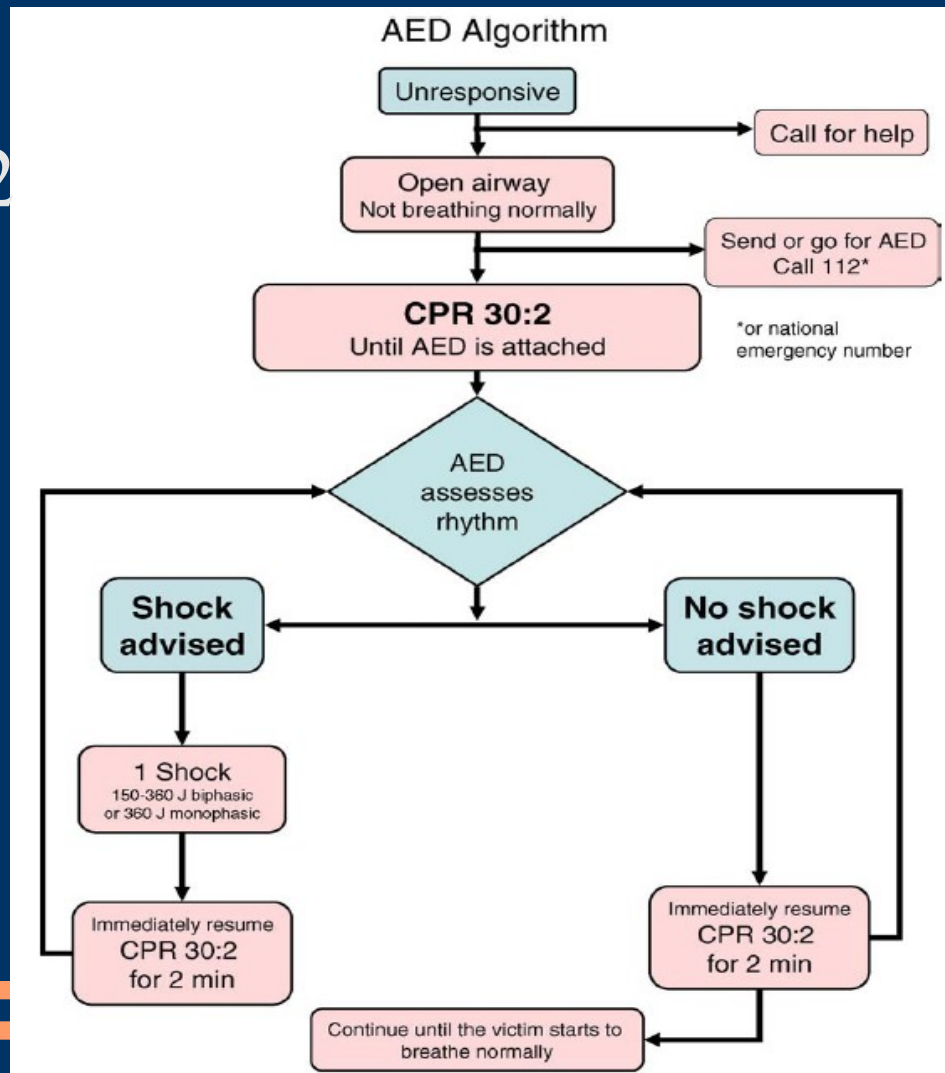 AED Algorithm
Unresponsive
Call for help
Open airway
Not breathing normally
Send or go for AED
Call 112*
CPR 30:2
Until AED is attached
*or national
emergency number
AED
assesses
rhythm
Shock
advised
No shock
advised
1 Shock
150-360 J biphasic
or 360 J monophasic
Immediately resume
CPR 30:2
for 2 min
Immediately resume
CPR 30:2
for 2 min
Continue until the victim starts to
breathe normally